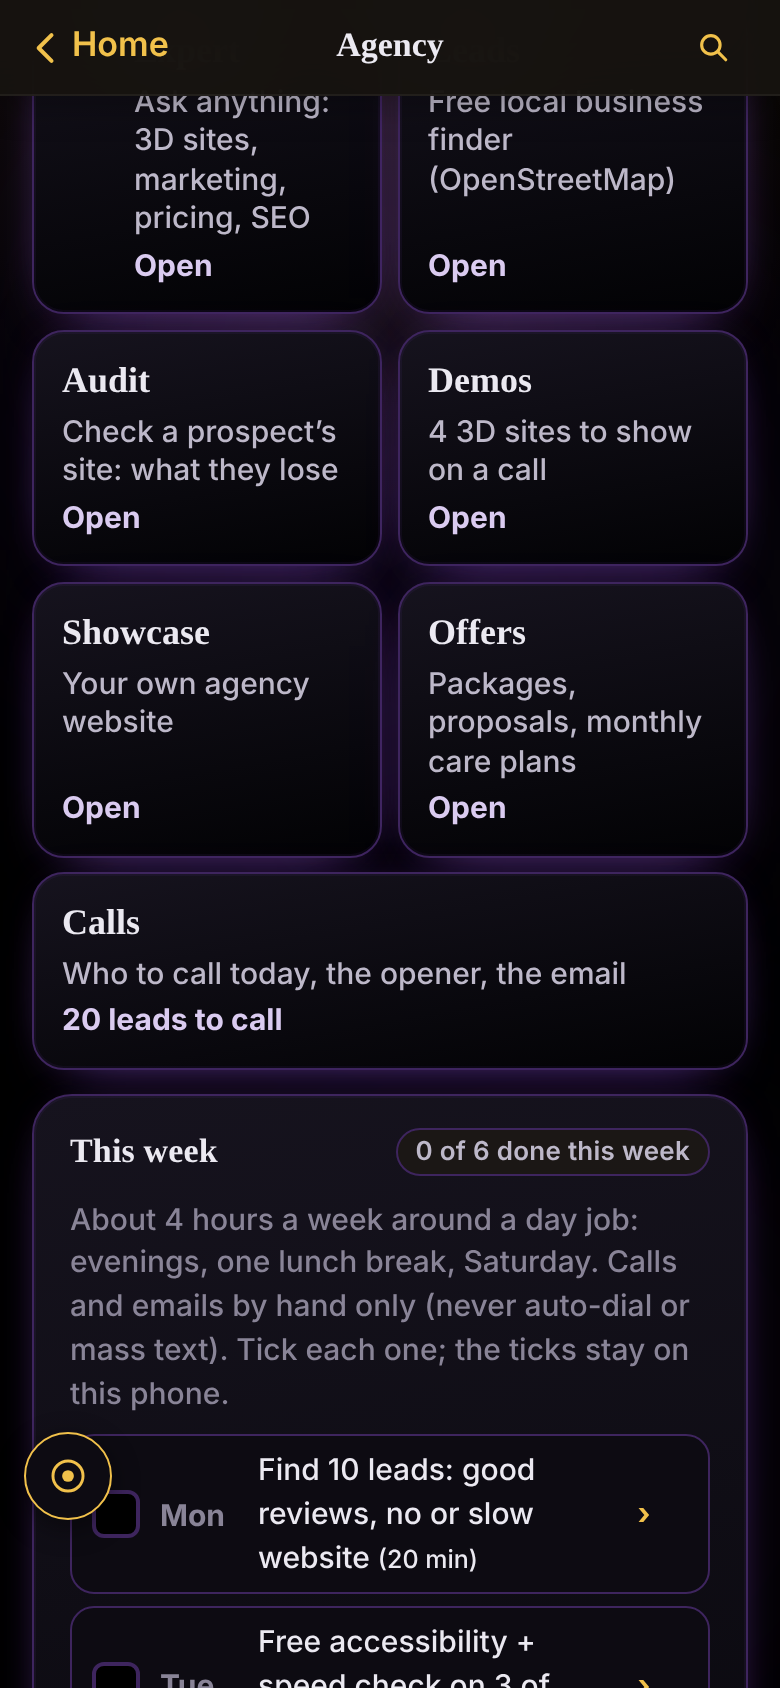 Home
Agency
Ask anything:
3D sites,
marketing,
pricing, SEO
Open
Free local business
finder
(OpenStreetMap)
Open
Audit
Check a prospect’s
site: what they lose
Open
Demos
4 3D sites to show
on a call
Open
Showcase
Your own agency
website
Open
Offers
Packages,
proposals, monthly
care plans
Open
Calls
Who to call today, the opener, the email
20 leads to call
This week
0 of 6 done this week
About 4 hours a week around a day job:
evenings, one lunch break, Saturday. Calls
and emails by hand only (never auto-dial or
mass text). Tick each one; the ticks stay on
this phone.
Mon
Find 10 leads: good
reviews, no or slow
website (20 min)
Tue
Free accessibility +
speed check on 3 of